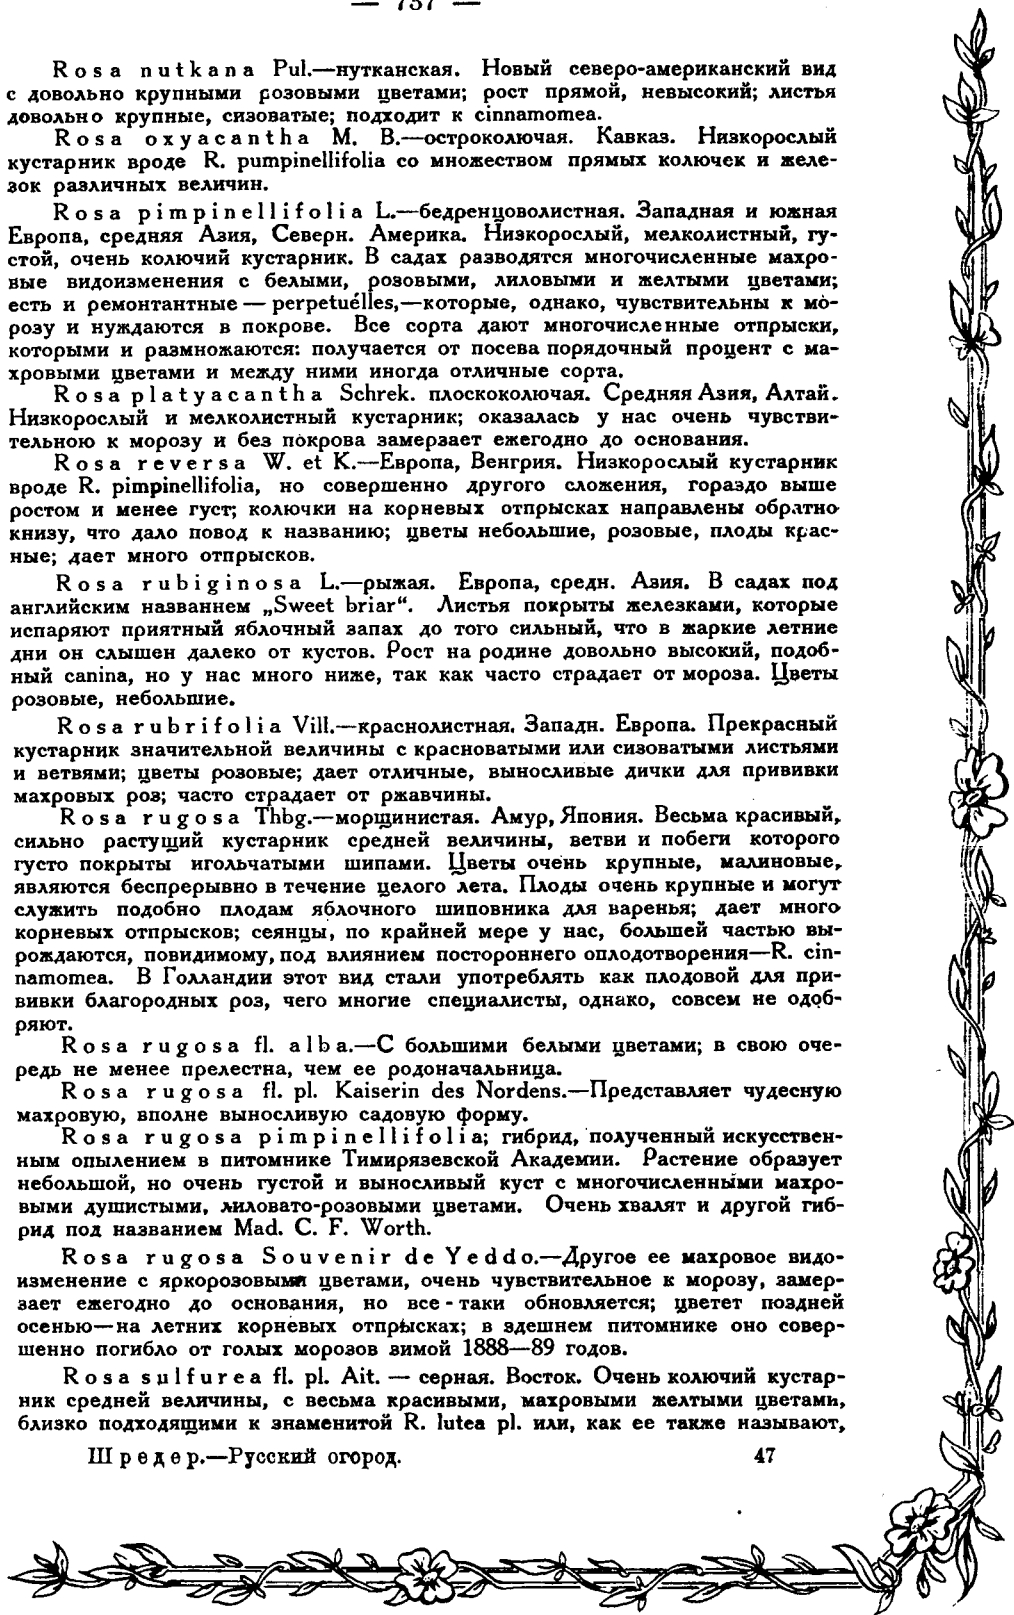 — 737 —
Rosa nutkana Pul.—нутканская. Новый северо-американский вид
с довольно крупными розовыми цветами; рост прямой, невысокий; листья
довольно крупные, сизоватые; подходит к cinnamomea.
Rosa oxyacantha M. B.—остроколючая. Кавказ. Низкорослый
кустарник вроде R. pumpinellifolia со множеством прямых колючек и желе-
зок различных величин.
Rosa pimpinellifolia L.—бедренцоволистная. Западная и южная
Европа, средняя Азия, Северн. Америка. Низкорослый, мелколистный, гу-
стой, очень колючий кустарник. В садах разводятся многочисленные махро-
вые видоизменения с белыми, розовыми, лиловыми и желтыми цветами;
есть и ремонтантные — perpetuélles,—которые, однако, чувствительны к мо-
розу и нуждаются в покрове. Все сорта дают многочисленные отпрыски,
которыми и размножаются: получается от посева порядочный процент с ма-
хровыми цветами и между ними иногда отличные сорта.
Rosa platyacantha Schrek. плоскоколючая. Средняя Азия, Алтай.
Низкорослый и мелколистный кустарник; оказалась у нас очень чувстви-
тельною к морозу и без покрова замерзает ежегодно до основания.
Rosa reversa W. et K.—Европа, Венгрия. Низкорослый кустарник
вроде R. pimpinellifolia, но совершенно другого сложения, гораздо выше
ростом и менее густ; колючки на корневых отпрысках направлены обратно
книзу, что дало повод к названию; цветы небольшие, розовые, плоды крас-
ные; дает много отпрысков.
Rosa rubiginosa L.—рыжая. Европа, средн. Азия. В садах под
английским названием „Sweet briar“. Листья покрыты железками, которые
испаряют приятный яблочный запах до того сильный, что в жаркие летние
дни он слышен далеко от кустов. Рост на родине довольно высокий, подоб-
ный canina, но у нас много ниже, так как часто страдает от мороза. Цветы
розовые, небольшие.
Rosa rubrifolia Vill.—краснолистная. Западн. Европа. Прекрасный
кустарник значительной величины с красноватыми или сизоватыми листьями
и ветвями; цветы розовые; дает отличные, выносливые дички для прививки
махровых роз; часто страдает от ржавчины.
Rosa rugosa Thbg.—морщинистая. Амур, Япония. Весьма красивый,
сильно растущий кустарник средней величины, ветви и побеги которого
густо покрыты игольчатыми шипами. Цветы очень крупные, малиновые,
являются беспрерывно в течение целого лета. Плоды очень крупные и могут
служить подобно плодам яблочного шиповника для варенья; дает много
корневых отпрысков; сеянцы, по крайней мере у нас, большей частью вы-
рождаются, повидимому, под влиянием постороннего оплодотворения—R. cin-
namomea. В Голландии этот вид стали употреблять как плодовой для при-
вивки благородных роз, чего многие специалисты, однако, совсем не одоб-
ряют.
Rosa rugosa fl. alba.—С большими белыми цветами; в свою оче-
редь не менее прелестна, чем ее родоначальница.
Rosa rugosa fl. pl. Kaiserin des Nordens.—Представляет чудесную
махровую, вполне выносливую садовую форму.
Rosa rugosa pimpinellifolia; гибрид, полученный искусствен-
ным опылением в питомнике Тимирязевской Академии. Растение образует
небольшой, но очень густой и выносливый куст с многочисленными махро-
выми душистыми, лиловато-розовыми цветами. Очень хвалят и другой гиб-
рид под названием Mad. C. F. Worth.
Rosa rugosa Souvenir de Yeddo.—Другое ее махровое видо-
изменение с яркорозовыми цветами, очень чувствительное к морозу, замер-
зает ежегодно до основания, но все-таки обновляется; цветет поздней
осенью—на летних корневых отпрысках; в здешнем питомнике оно совер-
шенно погибло от голых морозов зимой 1888—89 годов.
Rosa sulfurea fl. pl. Ait. — серная. Восток. Очень колючий кустар-
ник средней величины, с весьма красивыми, махровыми желтыми цветами,
близко подходящими к знаменитой R. lutea pl. или, как ее также называют,
Шредер.—Русский огород. 47